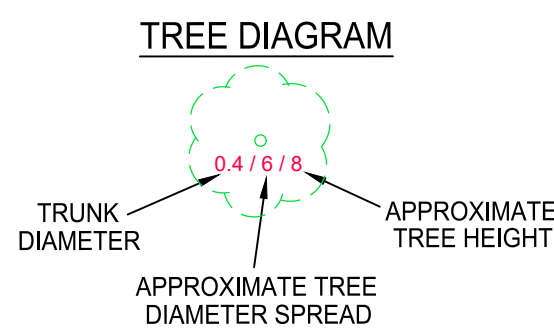 TREE DIAGRAM
0.4 / 6 / 8
TRUNK
DIAMETER
APPROXIMATE
TREE HEIGHT
APPROXIMATE TREE
DIAMETER SPREAD